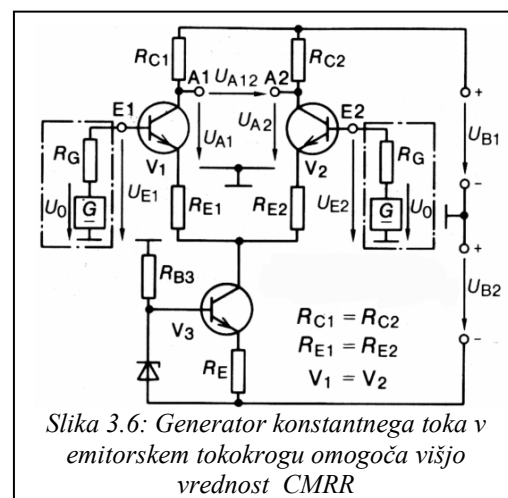 R_C1
R_C2
A1
U_A12
A2
E1
E2
U_A1
U_A2
V_1
V_2
R_G
G
U_0
U_E1
R_E1
R_E2
U_E2
R_G
G
U_0
+
U_B1
−
+
U_B2
−
R_B3
V_3
R_E
R_C1 = R_C2
R_E1 = R_E2
V_1 = V_2
Slika 3.6: Generator konstantnega toka v
emitorskem tokokrogu omogoča višjo
vrednost CMRR